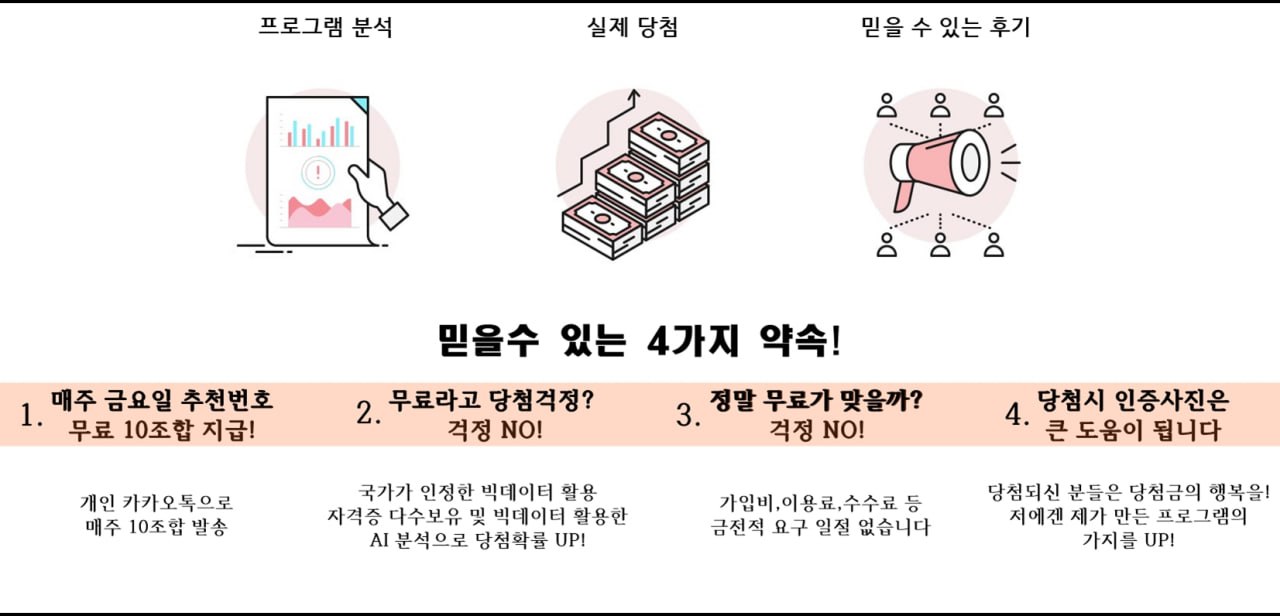 프로그램 분석
실제 당첨
믿을 수 있는 후기
!
믿을수 있는 4가지 약속!
1. 매주 금요일 추천번호
무료 10조합 지급!
개인 카카오톡으로
매주 10조합 발송
2. 무료라고 당첨걱정?
걱정 NO!
국가가 인정한 빅데이터 활용
자격증 다수보유 및 빅데이터 활용한
AI 분석으로 당첨확률 UP!
3. 정말 무료가 맞을까?
걱정 NO!
가입비,이용료,수수료 등
금전적 요구 일절 없습니다
4. 당첨시 인증사진은
큰 도움이 됩니다
당첨되신 분들은 당첨금의 행복을!
저에겐 제가 만든 프로그램의
가치를 UP!